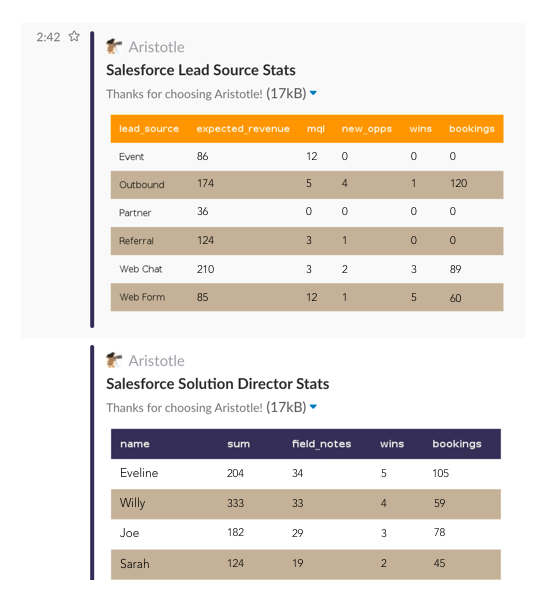 2:42
Aristotle
Salesforce Lead Source Stats
Thanks for choosing Aristotle! (17kB)
lead_source expected_revenue mql new_opps wins bookings
Event 86 12 0 0 0
Outbound 174 5 4 1 120
Partner 36 0 0 0 0
Referral 124 3 1 0 0
Web Chat 210 3 2 3 89
Web Form 85 12 1 5 60
Aristotle
Salesforce Solution Director Stats
Thanks for choosing Aristotle! (17kB)
name sum field_notes wins bookings
Eveline 204 34 5 105
Willy 333 33 4 59
Joe 182 29 3 78
Sarah 124 19 2 45